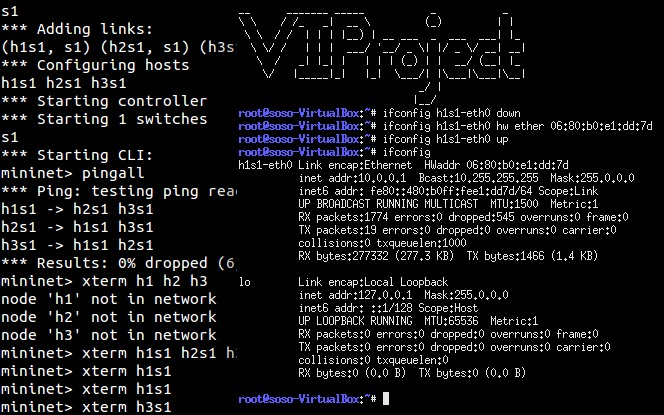 s1
*** Adding links:
(h1s1, s1) (h2s1, s1) (h3s
*** Configuring hosts
h1s1 h2s1 h3s1
*** Starting controller
*** Starting 1 switches
s1
*** Starting CLI:
mininet> pingall
*** Ping: testing ping
h1s1 -> h2s1 h3s1
h2s1 -> h1s1 h3s1
h3s1 -> h1s1 h2s1
*** Results: 0% dropped (6
mininet> xterm h1 h2 h3
node 'h1' not in network
node 'h2' not in network
node 'h3' not in network
mininet> xterm h1s1 h2s1 h
mininet> xterm h1s1
mininet> xterm h1s1
mininet> xterm h3s1
root@soso-VirtualBox:~# ifconfig h1s1-eth0 down
root@soso-VirtualBox:~# ifconfig h1s1-eth0 hw ether 06:80:b0:e1:dd:7d
root@soso-VirtualBox:~# ifconfig h1s1-eth0 up
root@soso-VirtualBox:~# ifconfig
h1s1-eth0 Link encap:Ethernet  HWaddr 06:80:b0:e1:dd:7d
inet addr:10.0.0.1  Bcast:10.255.255.255  Mask:255.0.0.0
inet6 addr: fe80::480:b0ff:fee1:dd7d/64 Scope:Link
UP BROADCAST RUNNING MULTICAST  MTU:1500  Metric:1
RX packets:1774 errors:0 dropped:545 overruns:0 frame:0
TX packets:19 errors:0 dropped:0 overruns:0 carrier:0
collisions:0 txqueuelen:1000
RX bytes:277332 (277.3 KB)  TX bytes:1466 (1.4 KB)
lo        Link encap:Local Loopback
inet addr:127.0.0.1  Mask:255.0.0.0
inet6 addr: ::1/128 Scope:Host
UP LOOPBACK RUNNING  MTU:65536  Metric:1
RX packets:0 errors:0 dropped:0 overruns:0 frame:0
TX packets:0 errors:0 dropped:0 overruns:0 carrier:0
collisions:0 txqueuelen:0
RX bytes:0 (0.0 B)  TX bytes:0 (0.0 B)
root@soso-VirtualBox:~#